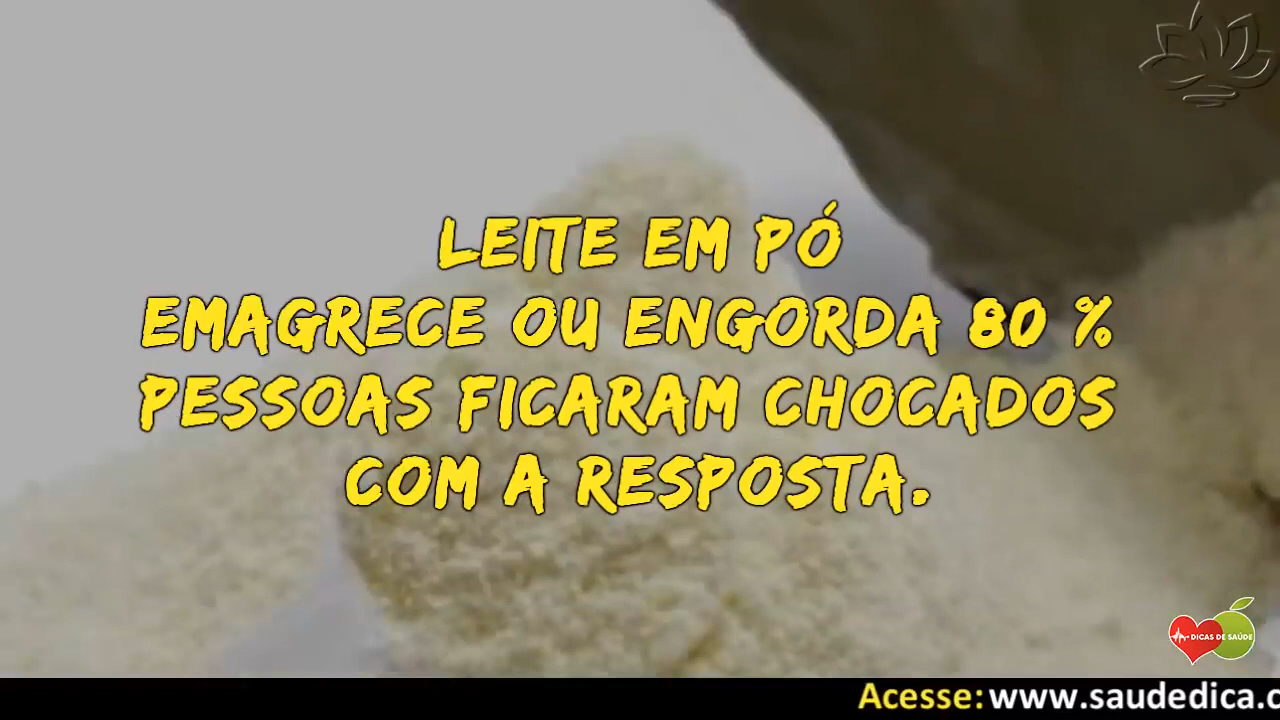 LEITE EM PÓ
EMAGRECE OU ENGORDA 80 %
PESSOAS FICARAM CHOCADOS
COM A RESPOSTA.
DICAS DE SAÚDE
Acesse: www.saudedica.c